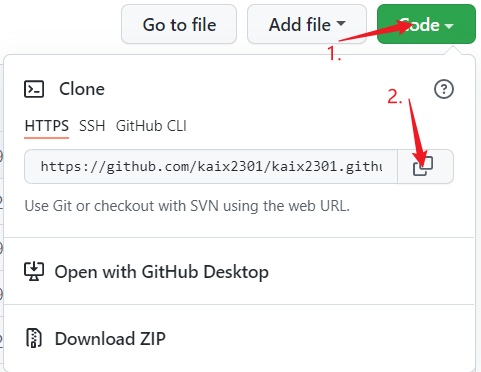 Go to file Add file Code
1.
Clone
2.
HTTPS SSH GitHub CLI
https://github.com/kaix2301/kaix2301.githu
Use Git or checkout with SVN using the web URL.
Open with GitHub Desktop
Download ZIP